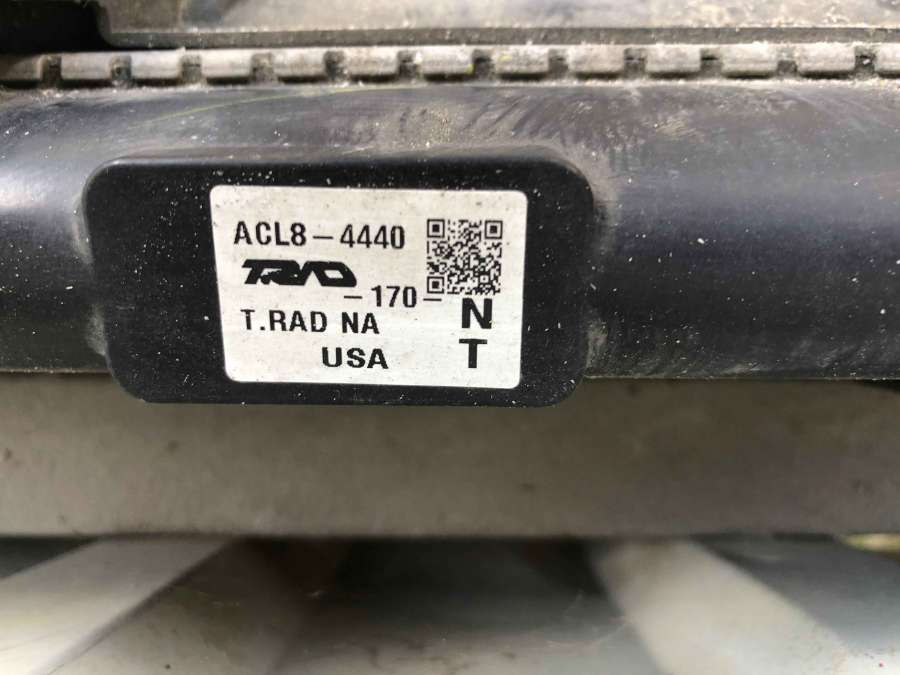 ACL8-4440
TRAD
-170-
N
T.RAD NA
USA
T